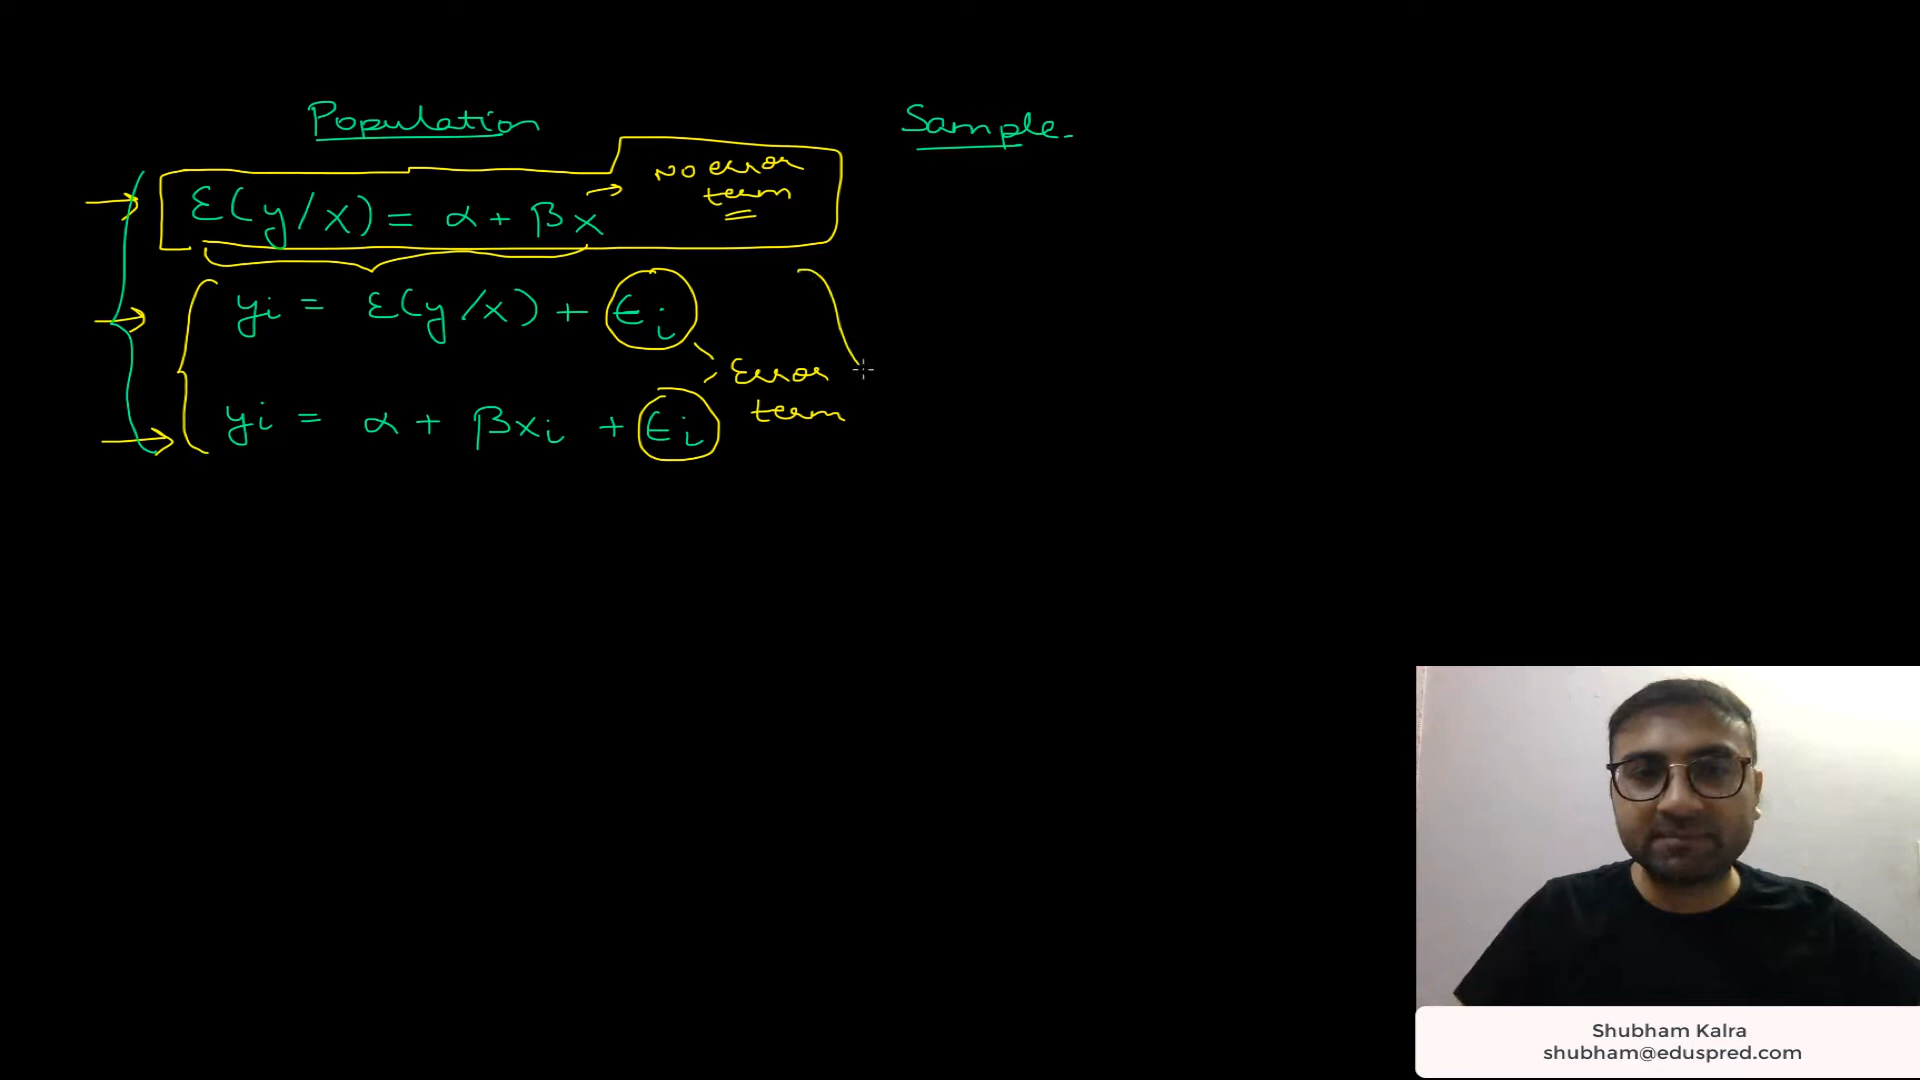 Population
Sample.
No error
term
E(y/x) = α + βx
yi = E(y/x) + ϵi
Error
term
yi = α + βxi + ϵi
Shubham Kalra
shubham@eduspred.com